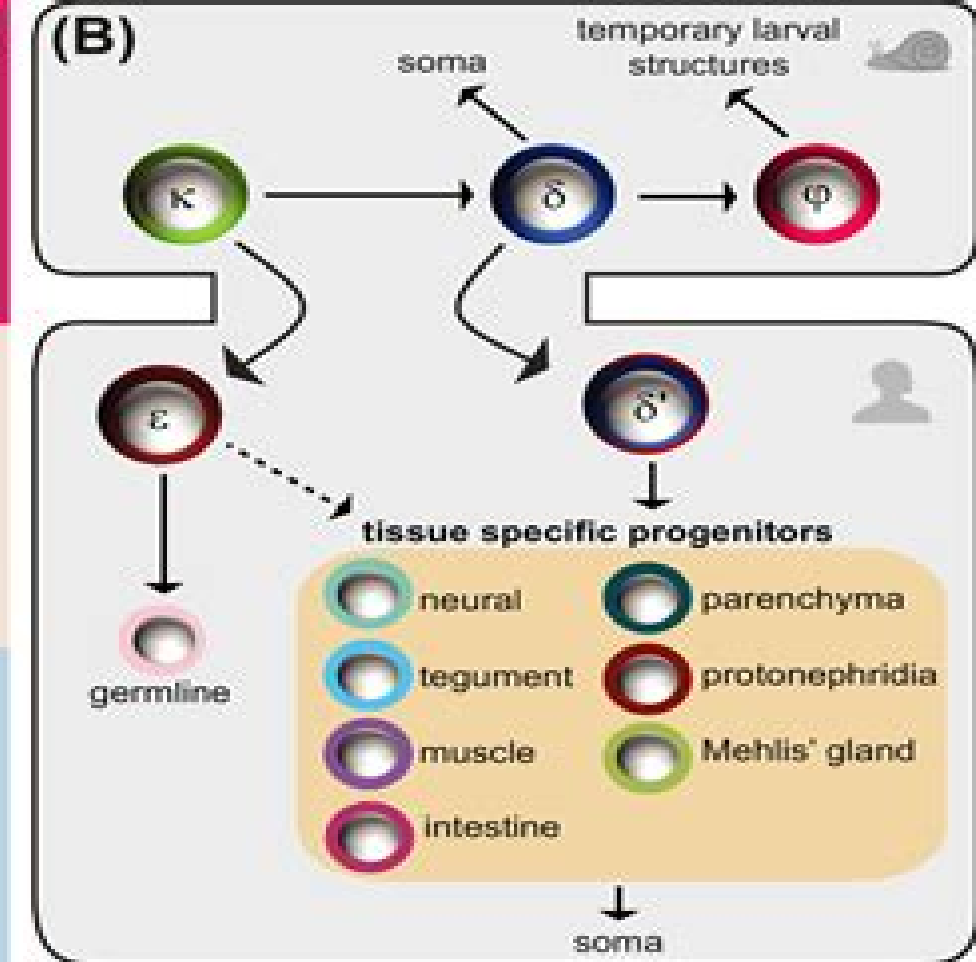 (B)
temporary larval
structures
soma
κ
δ
φ
ε
δ'
tissue specific progenitors
neural
parenchyma
tegument
protonephridia
muscle
Mehlis' gland
intestine
germline
soma